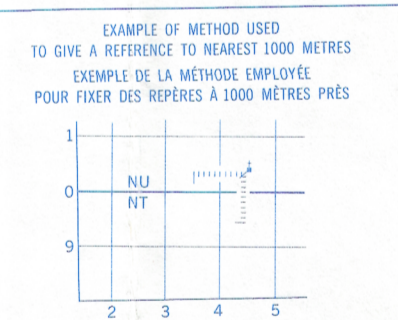 EXAMPLE OF METHOD USED
TO GIVE A REFERENCE TO NEAREST 1000 METRES
EXEMPLE DE LA MÉTHODE EMPLOYÉE
POUR FIXER DES REPÈRES À 1000 MÈTRES PRÈS
1
NU
0
NT
9
2 3 4 5